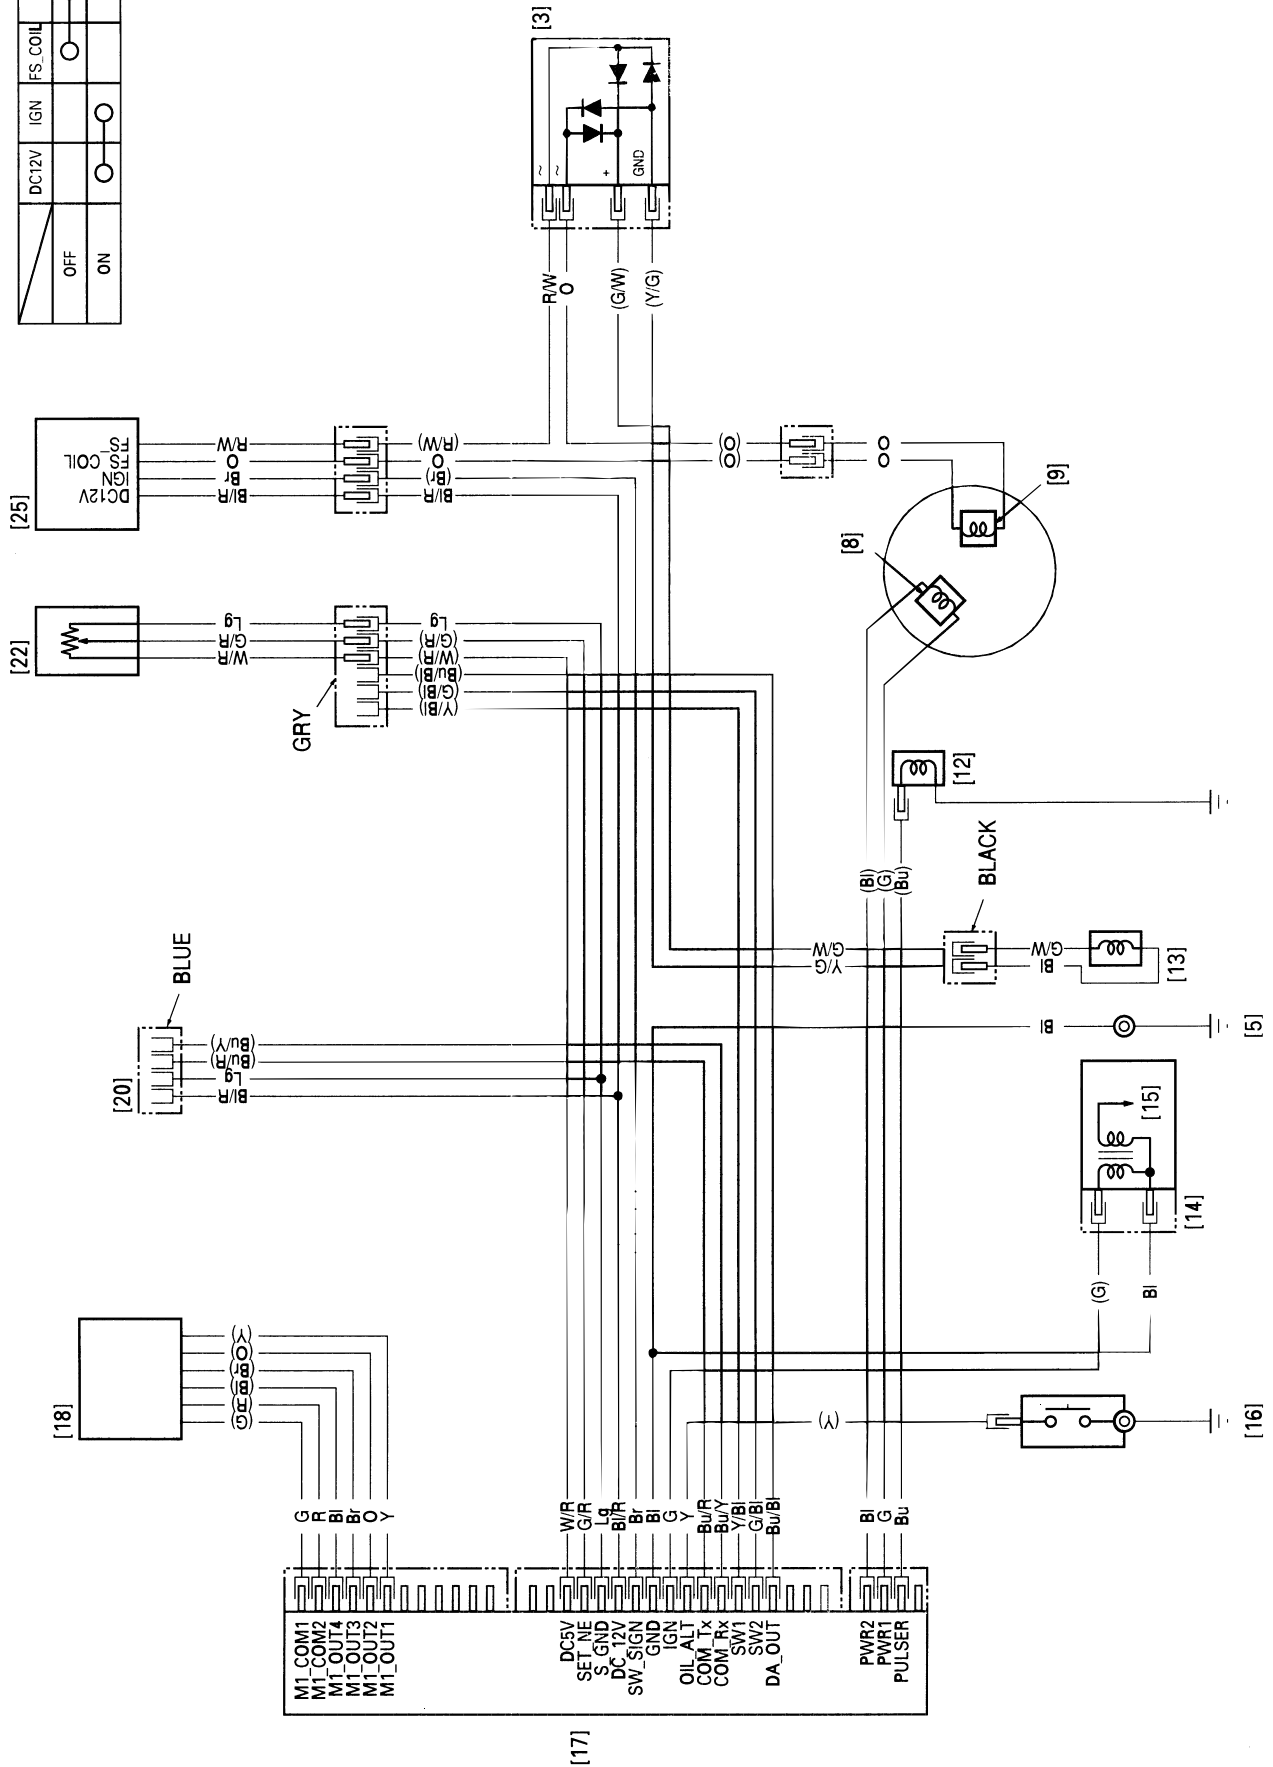 DC12V
IGN
FS_COIL
OFF
ON
[3]
~
~
+
GND
R/W
O
(G/W)
(Y/G)
[25]
FS_
FS_
COIL
IGN
DC12V
R/W
O
Br
Bl/R
(R/W)
O
(Br)
Bl/R
(O)
(O)
O
O
[9]
[8]
[22]
Lg
G/R
W/R
Lg
(G/R)
(W/R)
(Bu/Bl)
(G/Bl)
(Y/Bl)
GRY
[12]
(Bl)
(G)
(Bu)
BLACK
G/W
Y/G
G/W
Bl
[13]
BLUE
[20]
(Bu/Y)
(Bu/R)
Lg
Bl/R
Bl
[5]
[15]
[14]
(G)
Bl
[18]
(Y)
(O)
(Br)
(Bl)
(R)
(G)
(Y)
[16]
G
R
Bl
Br
O
Y
W/R
G/R
Lg
Bl/R
Br
Bl
G
Y
Bu/R
Bu/Y
Y/Bl
G/Bl
Bu/Bl
Bl
G
Bu
M1_COM1
M1_COM2
M1_OUT4
M1_OUT3
M1_OUT2
M1_OUT1
DC5V
SET_NE
S_GND
DC_12V
SW_SIGN
GND
IGN
OIL_ALT
COM_Tx
COM_Rx
SW1
SW2
DA_OUT
PWR2
PWR1
PULSER
[17]